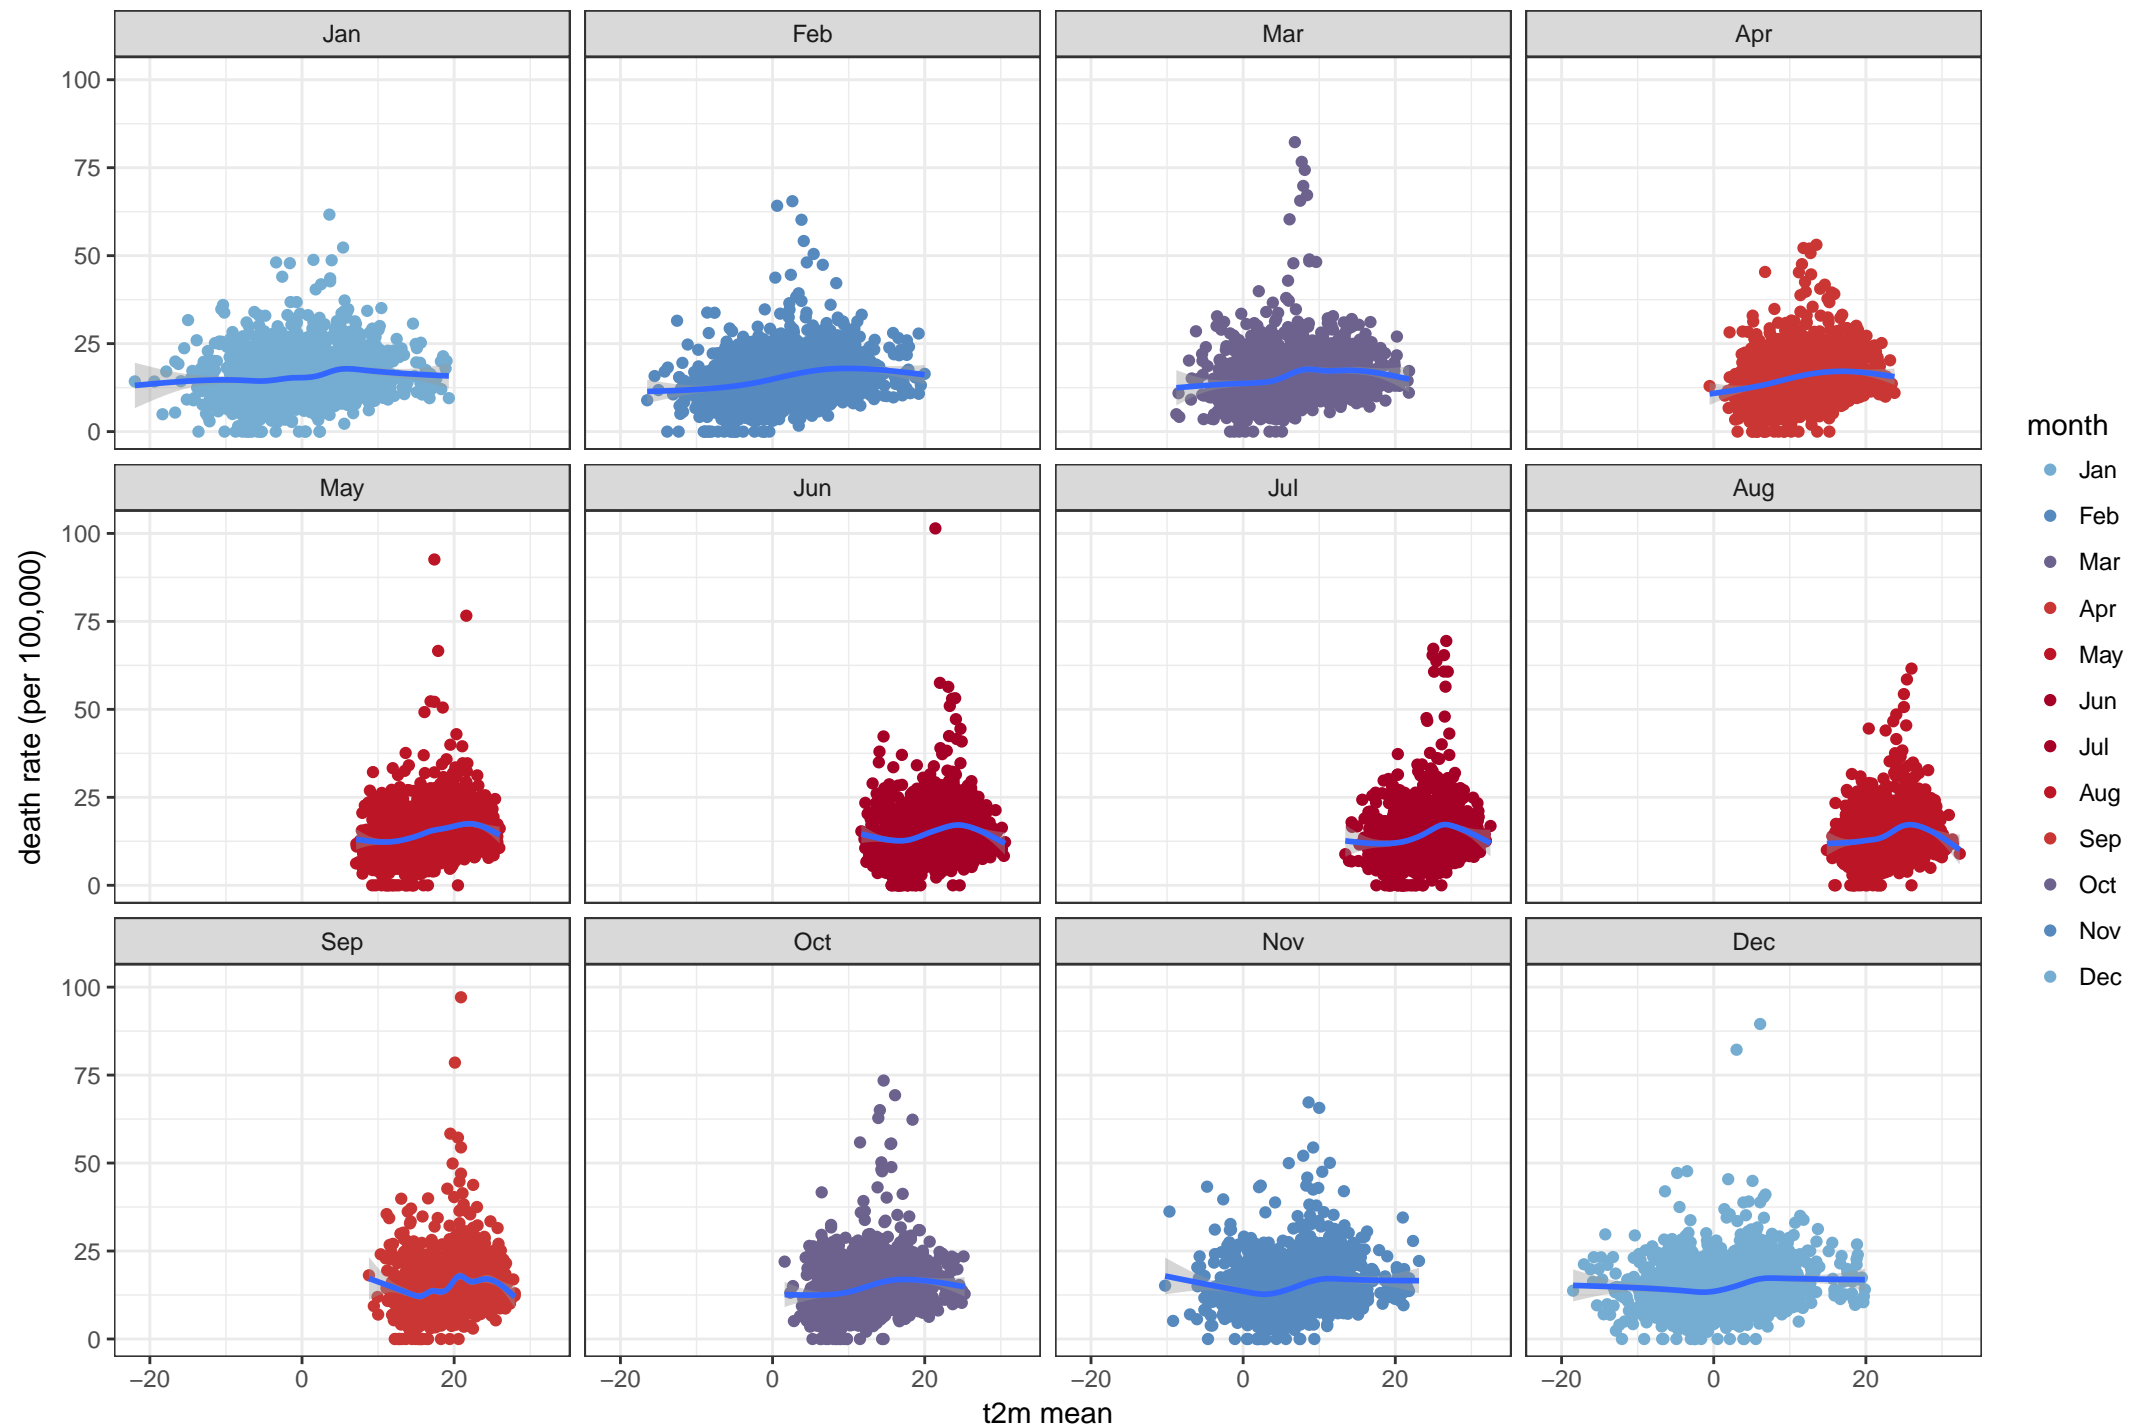 Jan Feb Mar Apr
100
75
50
25
0
May Jun Jul Aug
100
75
50
25
0
Sep Oct Nov Dec
100
75
50
25
0
−20 0 20 −20 0 20 −20 0 20 −20 0 20
t2m mean
death rate (per 100,000)
month
Jan
Feb
Mar
Apr
May
Jun
Jul
Aug
Sep
Oct
Nov
Dec